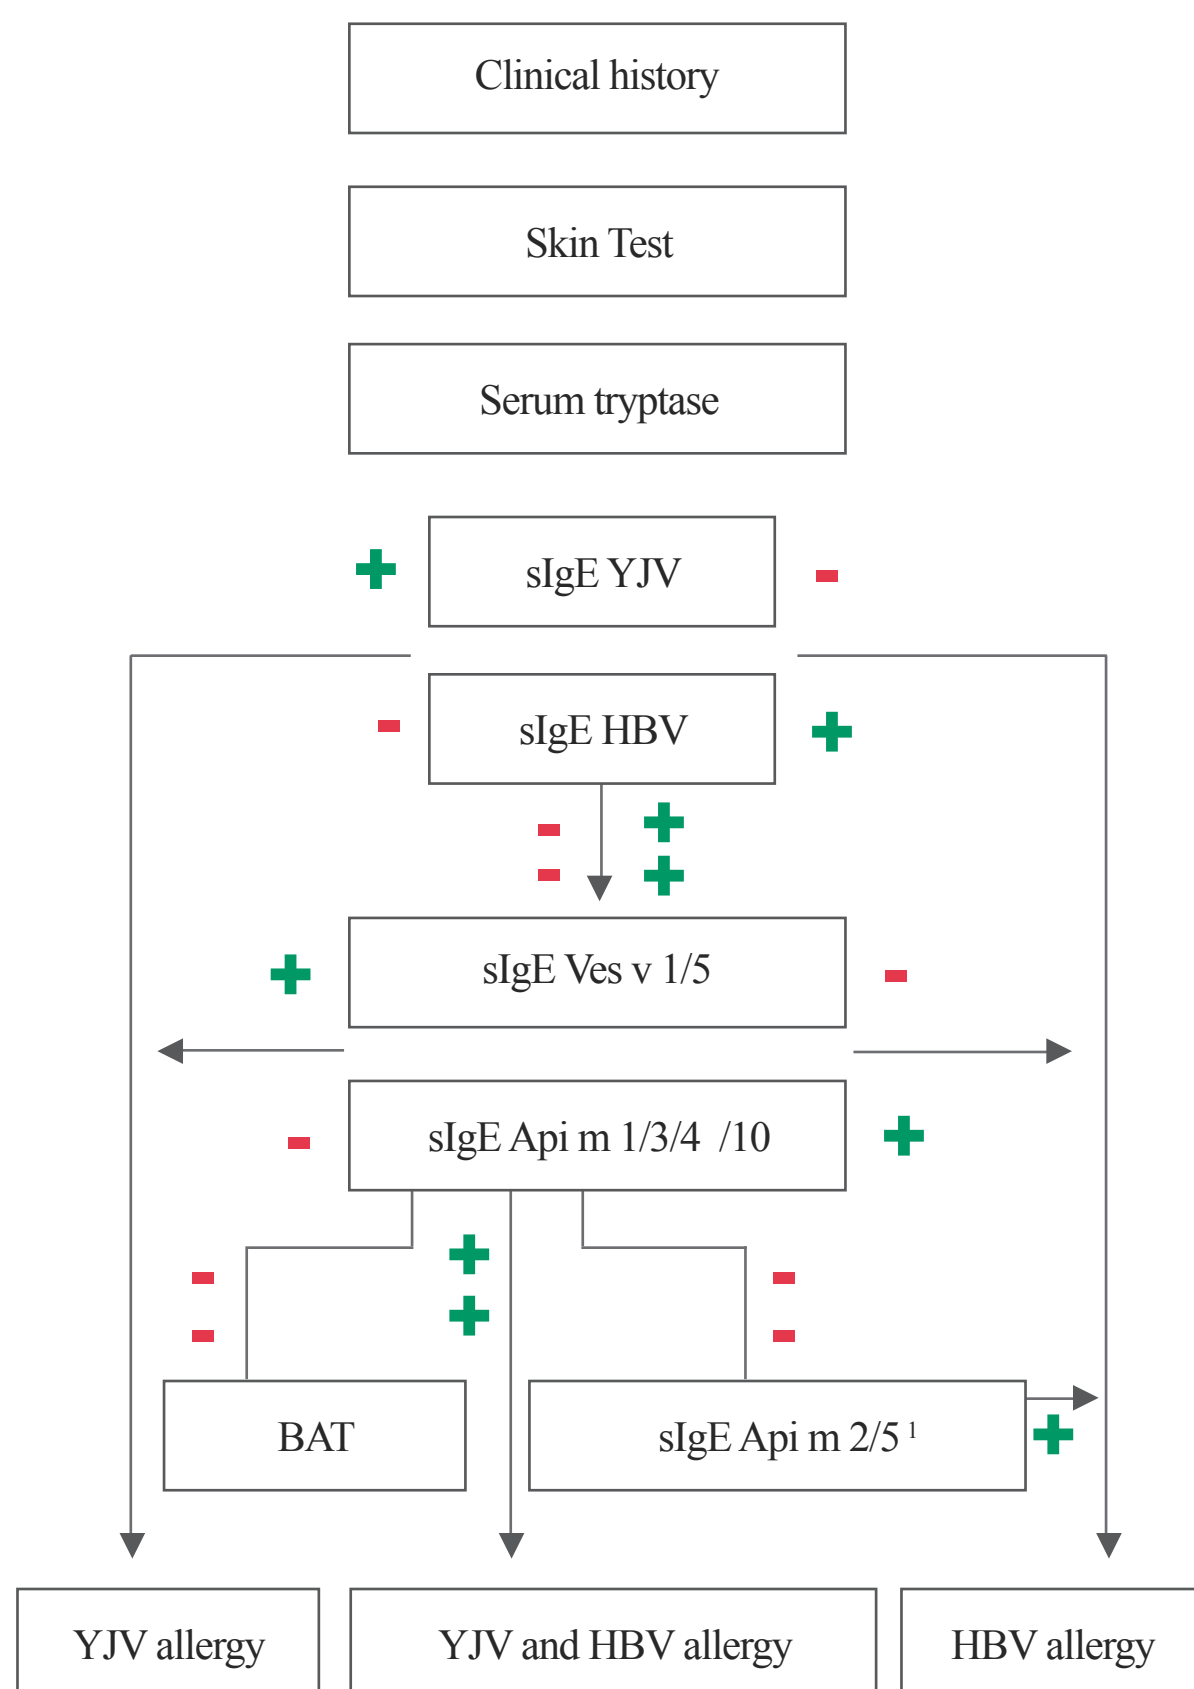 Clinical history
Skin Test
Serum tryptase
+ sIgE YJV -
- sIgE HBV +
- +
- +
+ sIgE Ves v 1/5 -
- sIgE Api m 1/3/4 /10 +
- + -
- + -
BAT sIgE Api m 2/5 ¹ +
YJV allergy YJV and HBV allergy HBV allergy